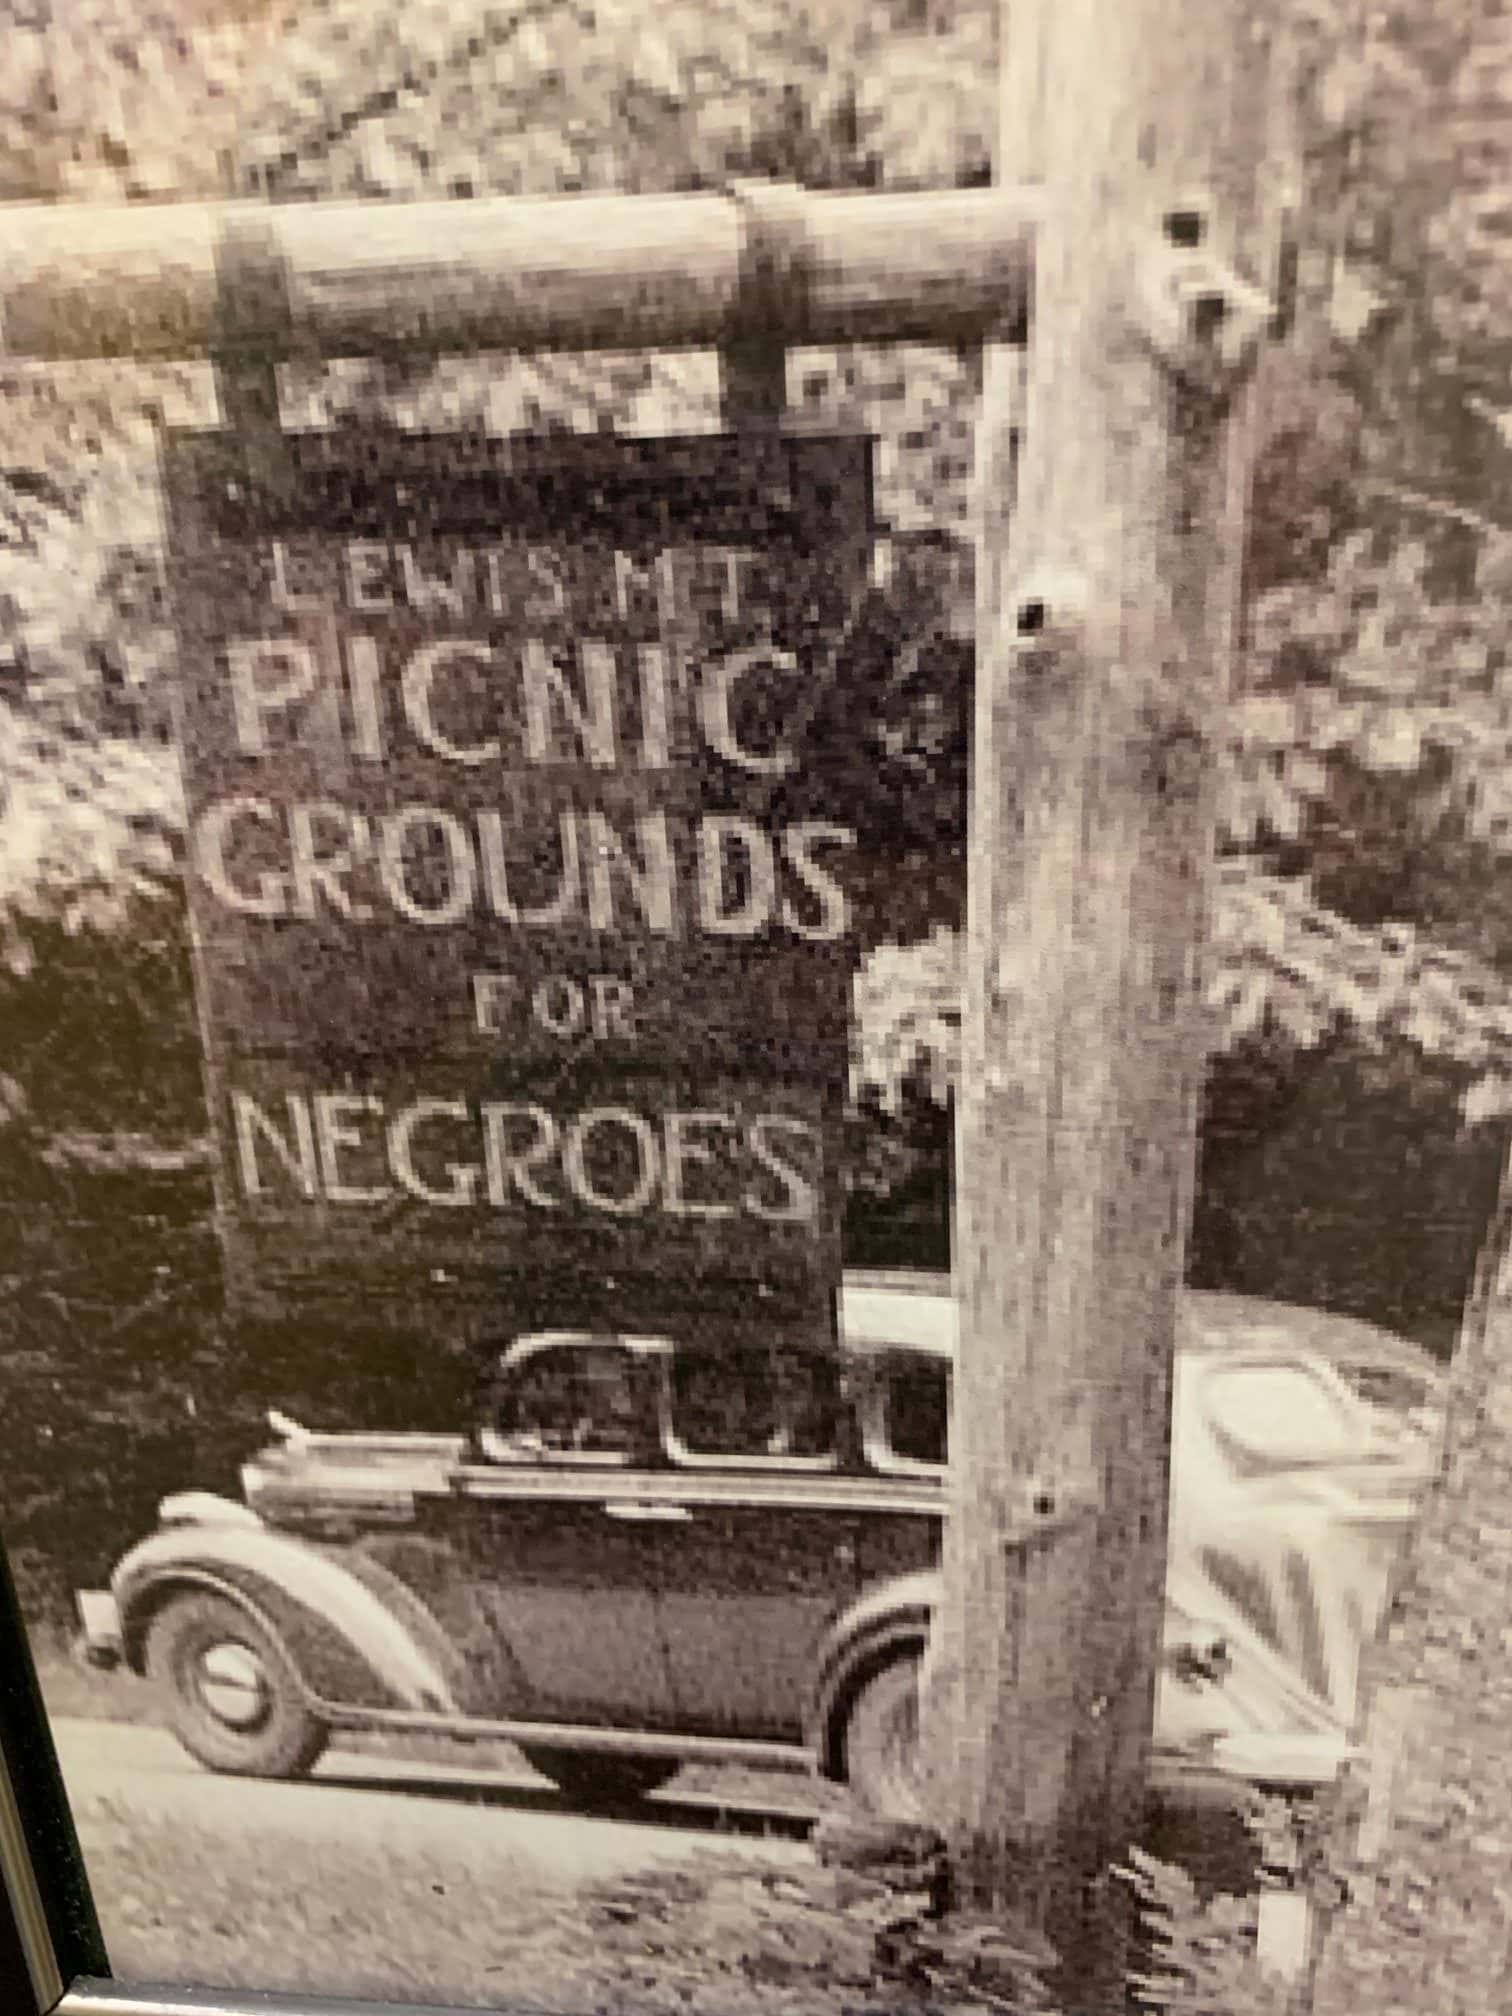 LEWIS MT
PICNIC
GROUNDS
FOR
NEGROES